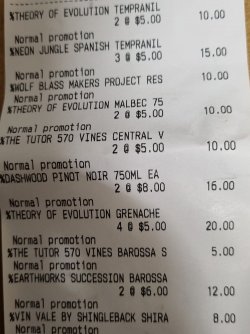 %THEORY OF EVOLUTION TEMPRANIL
2 @ $5.00 10.00
Normal promotion
%NEON JUNGLE SPANISH TEMPRANIL
3 @ $5.00 15.00
Normal promotion
%WOLF BLASS MAKERS PROJECT RES 10.00
Normal promotion
%THEORY OF EVOLUTION MALBEC 75
2 @ $5.00 10.00
Normal promotion
%THE TUTOR 570 VINES CENTRAL V
2 @ $5.00 10.00
Normal promotion
%DASHWOOD PINOT NOIR 750ML EA
2 @ $8.00 16.00
Normal promotion
%THEORY OF EVOLUTION GRENACHE
4 @ $5.00 20.00
Normal promotion
%THE TUTOR 570 VINES BAROSSA S 5.00
Normal promotion
%EARTHWORKS SUCCESSION BAROSSA
2 @ $6.00 12.00
Normal promotion
%VIN VALE BY SHINGLEBACK SHIRA 8.00
Normal promotion